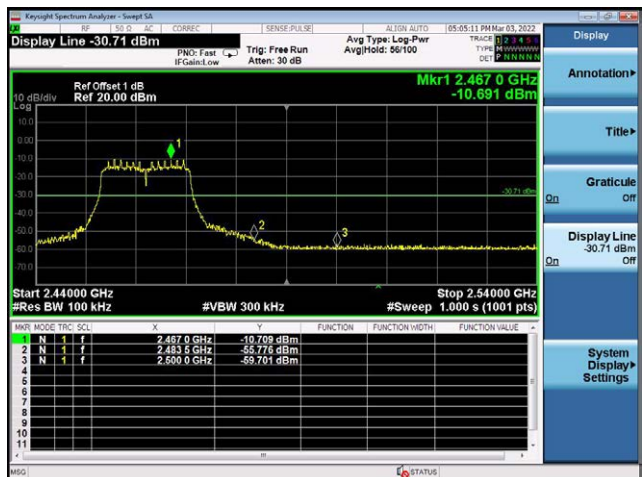 Keysight Spectrum Analyzer - Swept SA
RF 50 Ω AC CORREC SENSE:PULSE ALIGN AUTO 05:05:11 PM Mar 03, 2022
Display Line -30.71 dBm
PNO: Fast
IFGain:Low
Trig: Free Run
Atten: 30 dB
Avg Type: Log-Pwr
Avg|Hold: 56/100
TRACE 1 2 3 4 5 6
TYPE M W W W W W
DET P N N N N N
Ref Offset 1 dB
Ref 20.00 dBm
10 dB/div
Log
Mkr1 2.467 0 GHz
-10.691 dBm
10.0
0.00
-10.0
-20.0
-30.0
-40.0
-50.0
-60.0
-70.0
1
2
3
-30.71 dBm
Start 2.44000 GHz
Stop 2.54000 GHz
#Res BW 100 kHz
#VBW 300 kHz
#Sweep 1.000 s (1001 pts)
MKR MODE TRC SCL X Y FUNCTION FUNCTION WIDTH FUNCTION VALUE
1 N 1 f 2.467 0 GHz -10.709 dBm
2 N 1 f 2.483 5 GHz -55.776 dBm
3 N 1 f 2.500 0 GHz -59.701 dBm
4
5
6
7
8
9
10
11
MSG
STATUS
Display
Annotation
Title
Graticule
On Off
Display Line
-30.71 dBm
On Off
System
Display
Settings